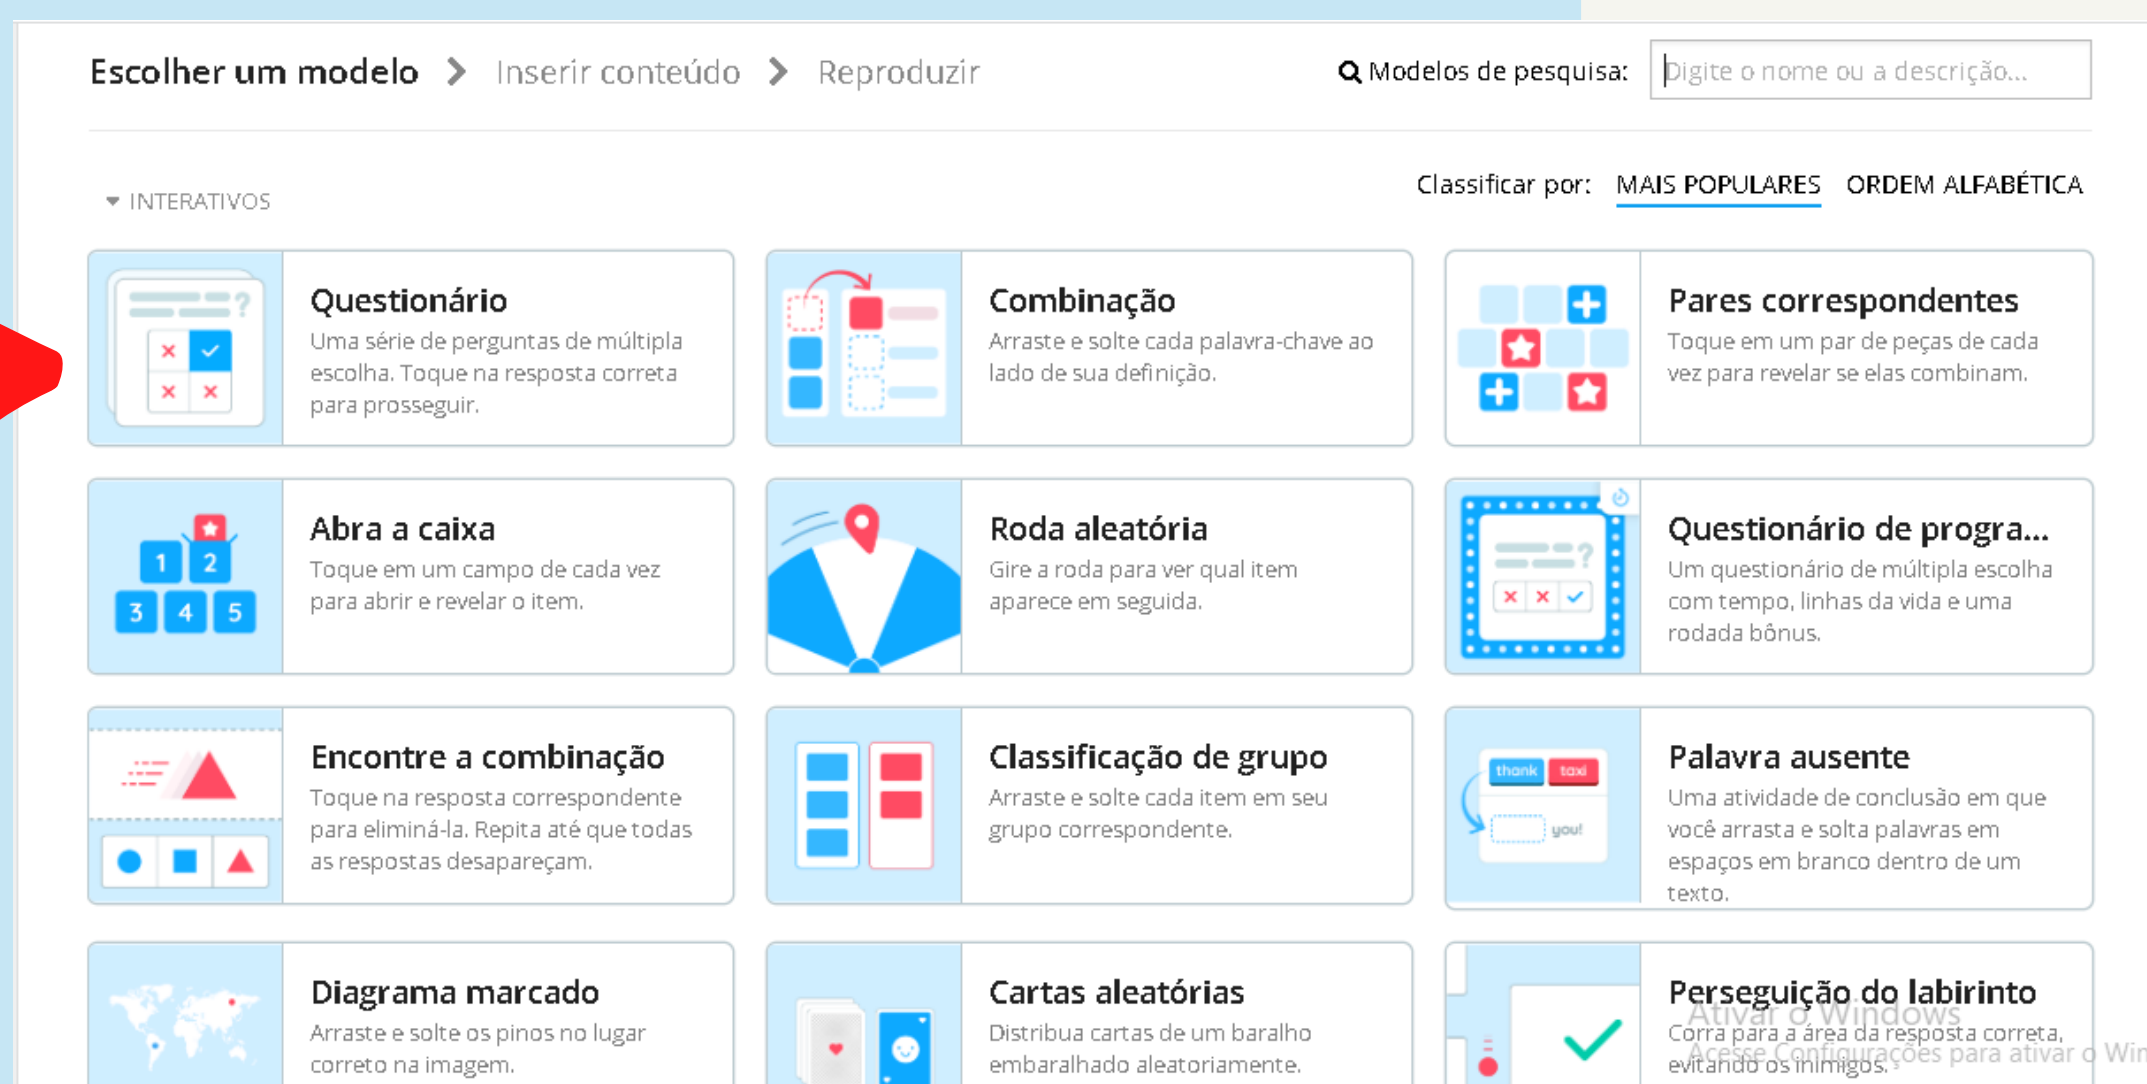 Escolher um modelo > Inserir conteúdo > Reproduzir
Modelos de pesquisa: Digite o nome ou a descrição...
INTERATIVOS
Classificar por: MAIS POPULARES ORDEM ALFABÉTICA
?
Questionário
Uma série de perguntas de múltipla
escolha. Toque na resposta correta
para prosseguir.
Combinação
Arraste e solte cada palavra-chave ao
lado de sua definição.
Pares correspondentes
Toque em um par de peças de cada
vez para revelar se elas combinam.
1 2
3 4 5
Abra a caixa
Toque em um campo de cada vez
para abrir e revelar o item.
Roda aleatória
Gire a roda para ver qual item
aparece em seguida.
?
Questionário de progra...
Um questionário de múltipla escolha
com tempo, linhas da vida e uma
rodada bônus.
Encontre a combinação
Toque na resposta correspondente
para eliminá-la. Repita até que todas
as respostas desapareçam.
Classificação de grupo
Arraste e solte cada item em seu
grupo correspondente.
thank taxi
you!
Palavra ausente
Uma atividade de conclusão em que
você arrasta e solta palavras em
espaços em branco dentro de um
texto.
Diagrama marcado
Arraste e solte os pinos no lugar
correto na imagem.
Cartas aleatórias
Distribua cartas de um baralho
embaralhado aleatoriamente.
Perseguição do labirinto
Corra para a área da resposta correta,
evitando os inimigos.
Ativar o Windows
Acesse Configurações para ativar o Win